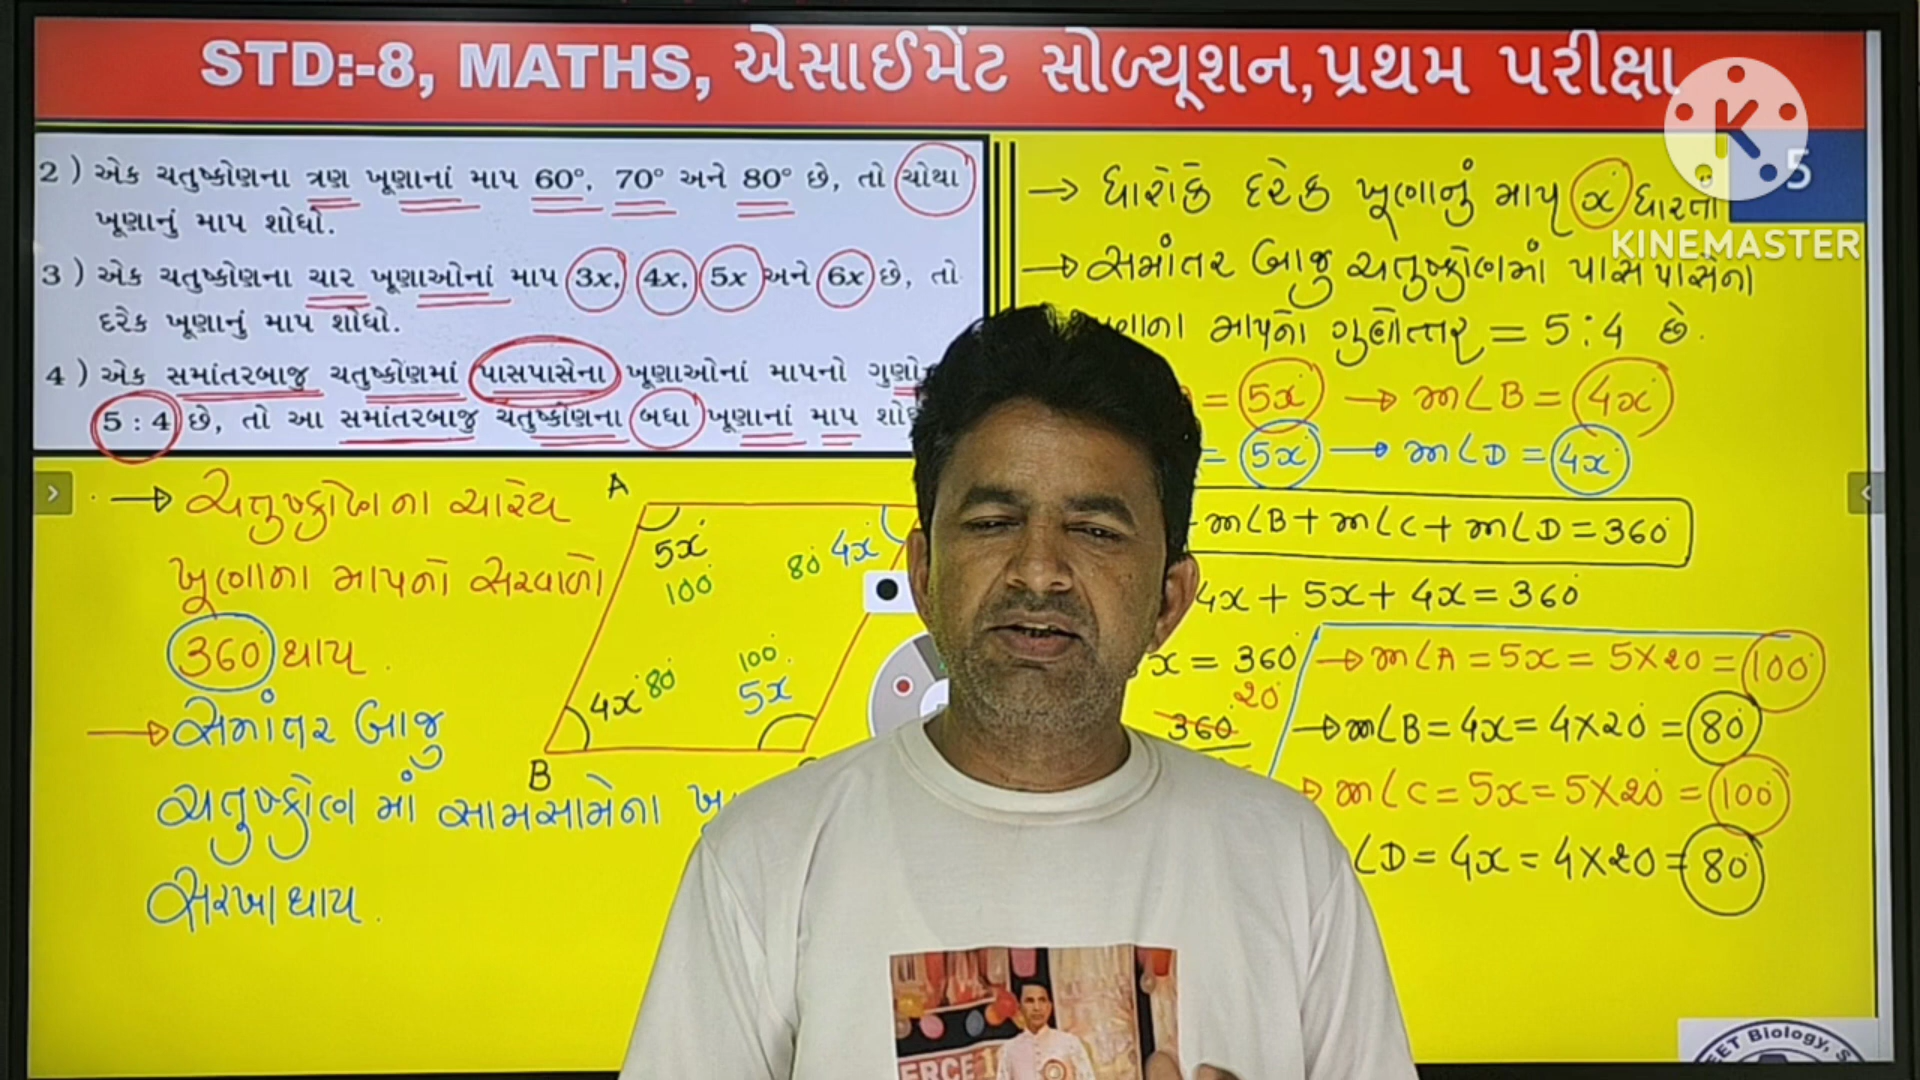 STD:-8, MATHS, એસાઈમેંટ સોળ્યૂશન,પ્રથમ પરીક્ષા
K
KINEMASTER
5
2 ) એક ચતુષ્કોણના ત્રણ ખૂણાનાં માપ 60°, 70° અને 80° છે, તો ચોથા
ખૂણાનું માપ શોધો.
3 ) એક ચતુષ્કોણના ચાર ખૂણાઓનાં માપ 3x, 4x, 5x અને 6x છે, તો
દરેક ખૂણાનું માપ શોધો.
4 ) એક સમાંતરબાજુ ચતુષ્કોણમાં પાસપાસેના ખૂણાઓનાં માપનો
5 : 4 છે, તો આ સમાંતરબાજુ ચતુષ્કોણના બધા ખૂણાનાં માપ
→ ચતુષ્કોણના ચારેય
ખૂણાના માપનો સરવાળો
360° થાય .
→ સમાંતર બાજુ
ચતુષ્કોણ માં સામસામેના
સરખા થાય .
A
5x°
100°
80° 4x°
4x° 80°
100°
5x
B
→ ધારોકે દરેક ખૂણાનું માપ x° ધારતા
→ સમાંતર બાજુ ચતુષ્કોણમાં પાસપાસેના
માપનો ગુણોત્તર = 5:4 છે.
= 5x° → m∠B = 4x°
= 5x° → m∠D = 4x°
m∠B + m∠C + m∠D = 360°
4x + 5x + 4x = 360°
x = 360°
20°
360
→ m∠A = 5x = 5×20 = 100°
→ m∠B = 4x = 4×20 = 80°
m∠C = 5x = 5×20 = 100°
∠D = 4x = 4×20 = 80°
ERCE
EET Biology, S